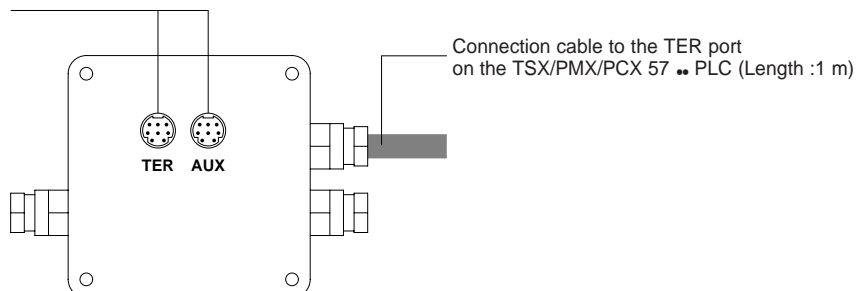 Connection cable to the TER port
on the TSX/PMX/PCX 57 •• PLC (Length :1 m)
TER AUX